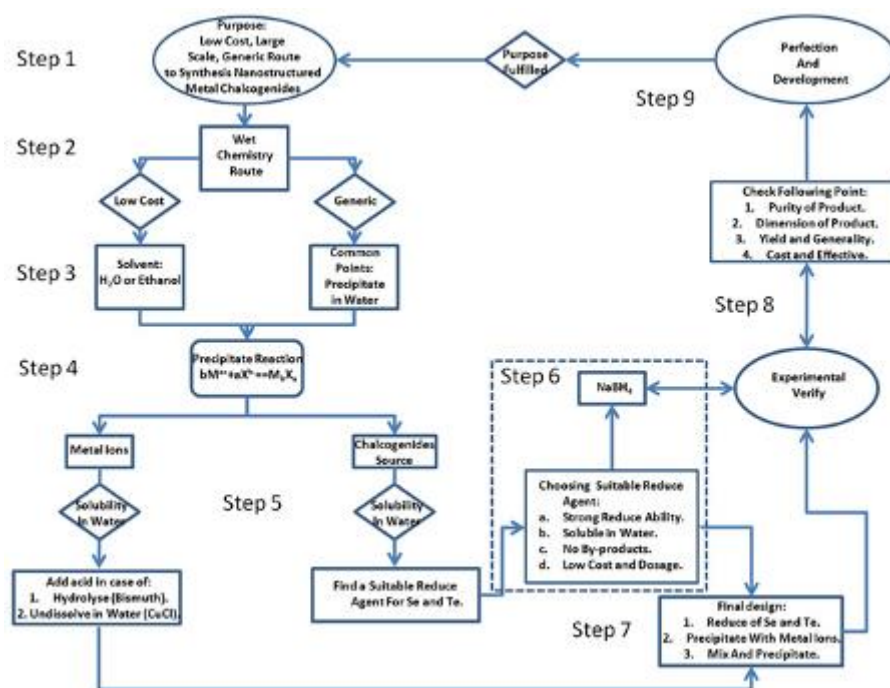 Step 1
Purpose:
Low Cost, Large
Scale, Generic Route
to Synthesis Nanostructured
Metal Chalcogenides
Purpose
fulfilled
Perfection
And
Development
Step 9
Step 2
Wet
Chemistry
Route
Low Cost
Generic
Check Following Point:
1. Purity of Product.
2. Dimension of Product.
3. Yield and Generality.
4. Cost and Effective.
Step 3
Solvent:
H₂O or Ethanol
Common
Points:
Precipitate
in Water
Step 8
Step 4
Precipitate Reaction
bMᵃ⁺+aXᵇ⁻==M_bXₐ
Step 6
NaBH₄
Experimental
Verify
Metal Ions
Chalcogenides
Source
Step 5
Solubility
In Water
Solubility
In Water
Choosing Suitable Reduce
Agent:
a. Strong Reduce Ability.
b. Soluble In Water.
c. No By-products.
d. Low Cost and Dosage.
Add acid in case of:
1. Hydrolyse (Bismuth).
2. Undissolve in Water (CuCl).
Find a Suitable Reduce
Agent For Se and Te.
Step 7
Final design:
1. Reduce of Se and Te.
2. Precipitate With Metal Ions.
3. Mix And Precipitate.